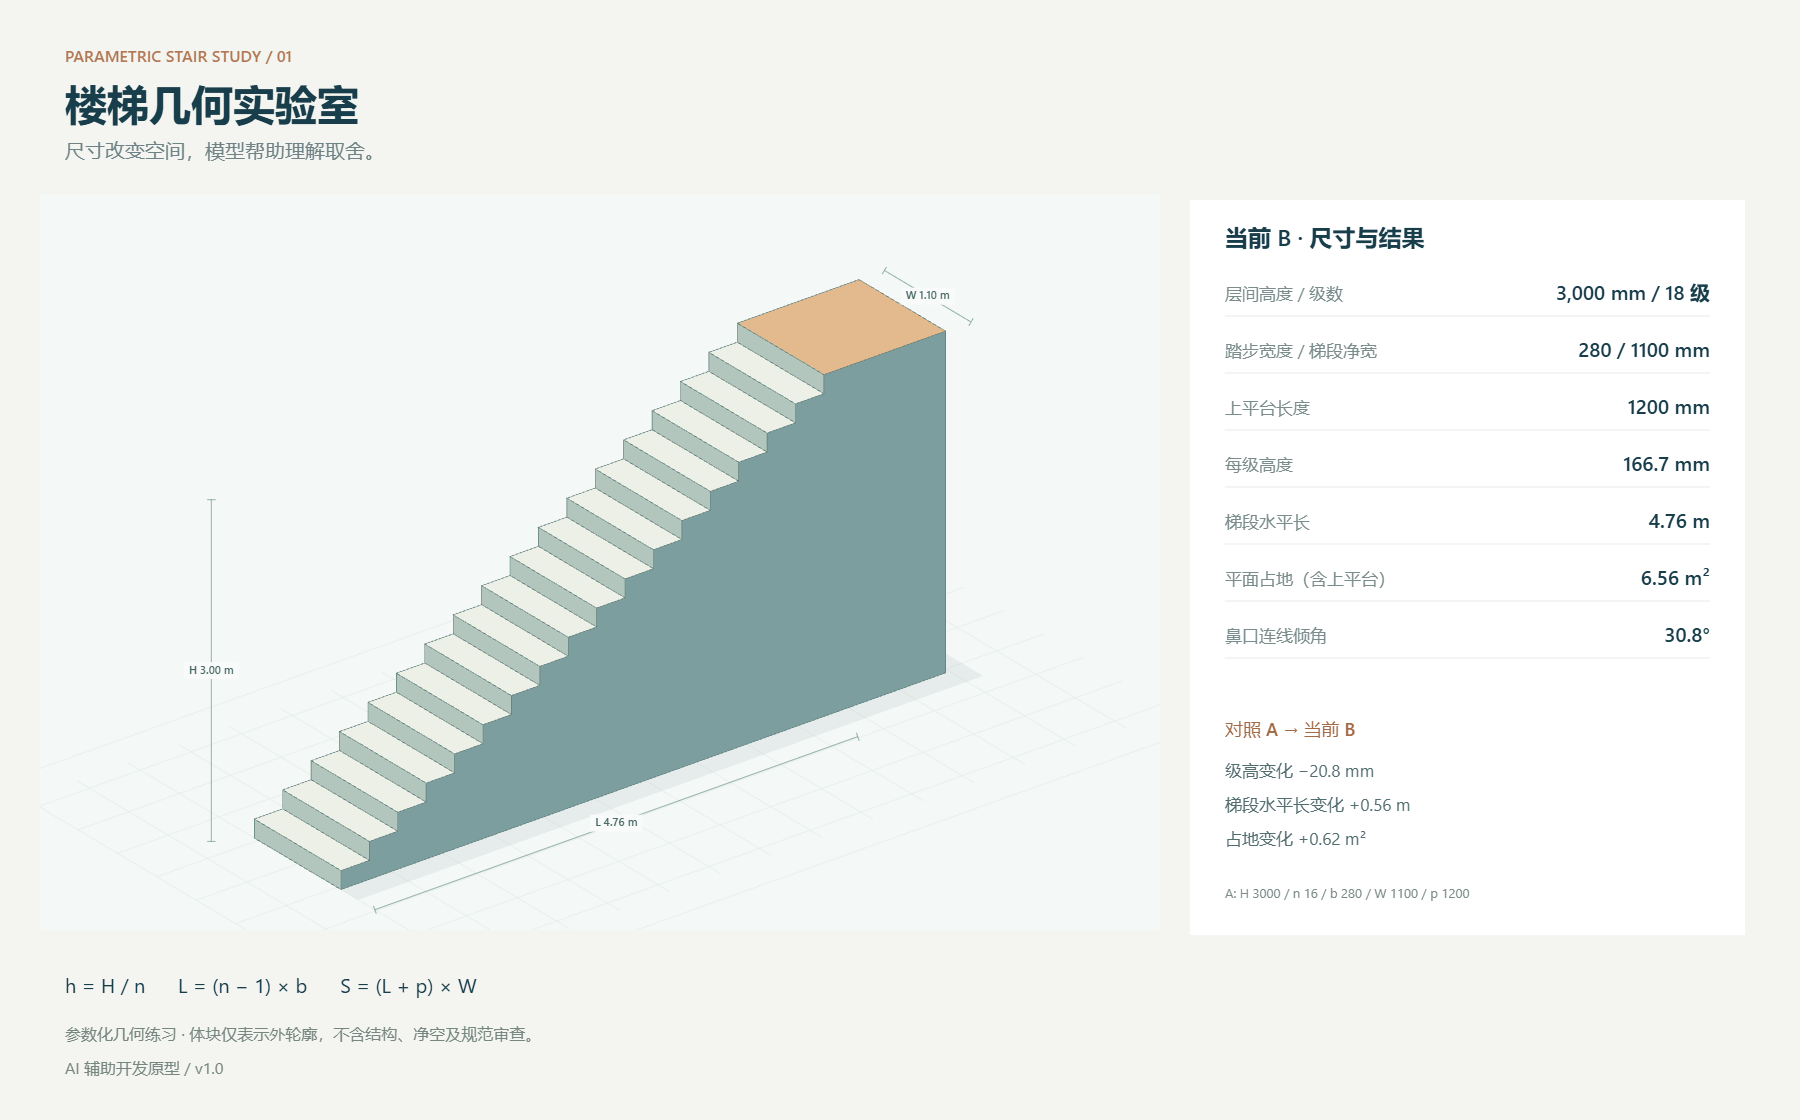 PARAMETRIC STAIR STUDY / 01
楼梯几何实验室
尺寸改变空间，模型帮助理解取舍。
W 1.10 m
H 3.00 m
L 4.76 m
当前 B · 尺寸与结果
层间高度 / 级数 3,000 mm / 18 级
踏步宽度 / 梯段净宽 280 / 1100 mm
上平台长度 1200 mm
每级高度 166.7 mm
梯段水平长 4.76 m
平面占地（含上平台） 6.56 m²
鼻口连线倾角 30.8°
对照 A → 当前 B
级高变化 −20.8 mm
梯段水平长变化 +0.56 m
占地变化 +0.62 m²
A: H 3000 / n 16 / b 280 / W 1100 / p 1200
h = H / n L = (n − 1) × b S = (L + p) × W
参数化几何练习 · 体块仅表示外轮廓，不含结构、净空及规范审查。
AI 辅助开发原型 / v1.0